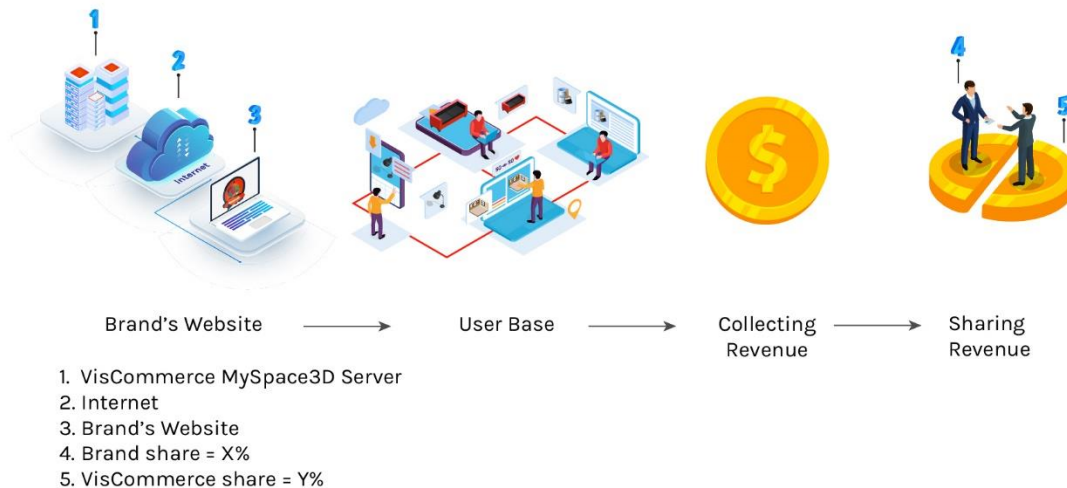 1
2
3
4
5
Internet
Brand's Website
User Base
Collecting
Revenue
Sharing
Revenue
1. VisCommerce MySpace3D Server
2. Internet
3. Brand's Website
4. Brand share = X%
5. VisCommerce share = Y%